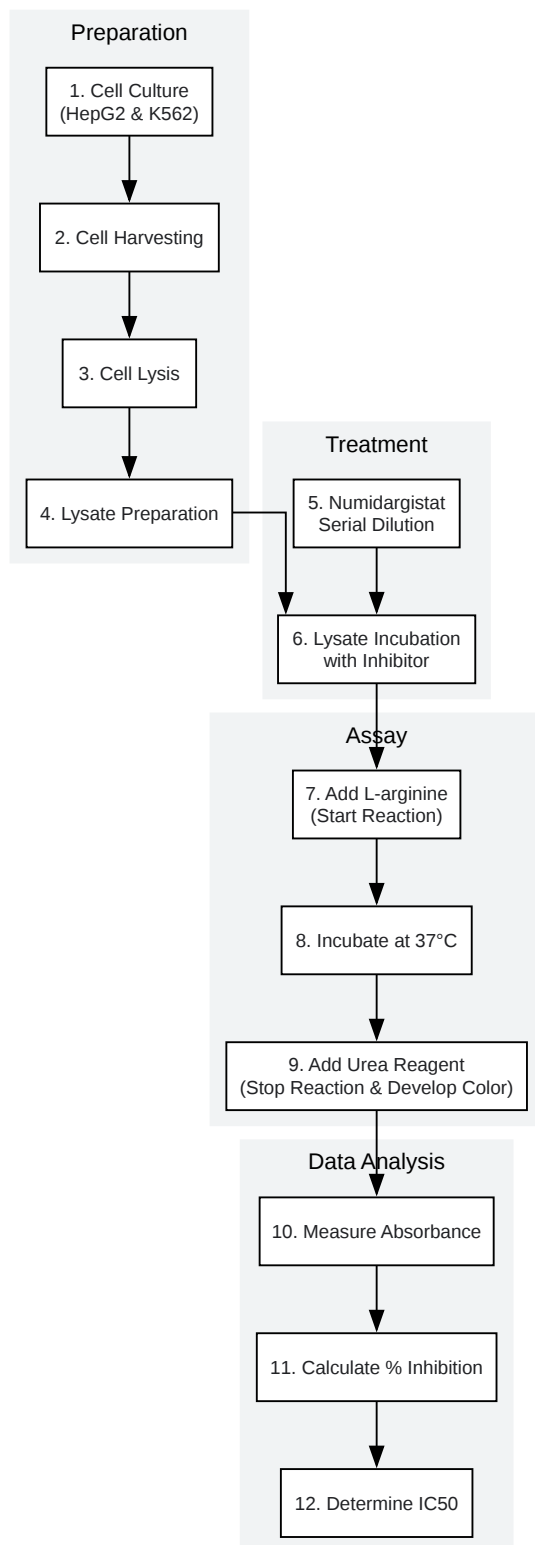 Preparation
1. Cell Culture
(HepG2 & K562)
2. Cell Harvesting
3. Cell Lysis
4. Lysate Preparation
Treatment
5. Numidargistat
Serial Dilution
6. Lysate Incubation
with Inhibitor
Assay
7. Add L-arginine
(Start Reaction)
8. Incubate at 37°C
9. Add Urea Reagent
(Stop Reaction & Develop Color)
Data Analysis
10. Measure Absorbance
11. Calculate % Inhibition
12. Determine IC50